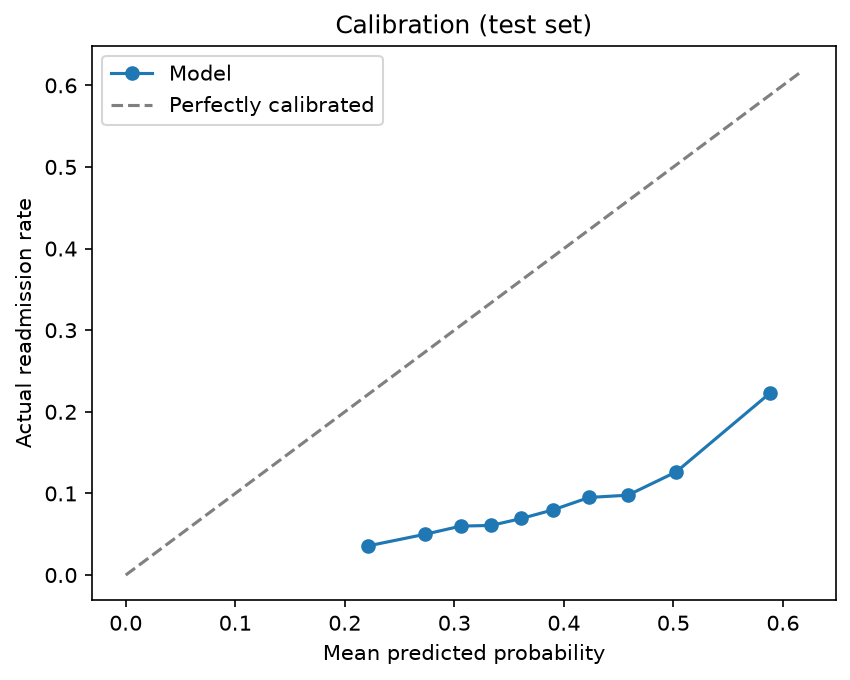 Calibration (test set)
Model
Perfectly calibrated
Actual readmission rate
0.6
0.5
0.4
0.3
0.2
0.1
0.0
0.0 0.1 0.2 0.3 0.4 0.5 0.6
Mean predicted probability